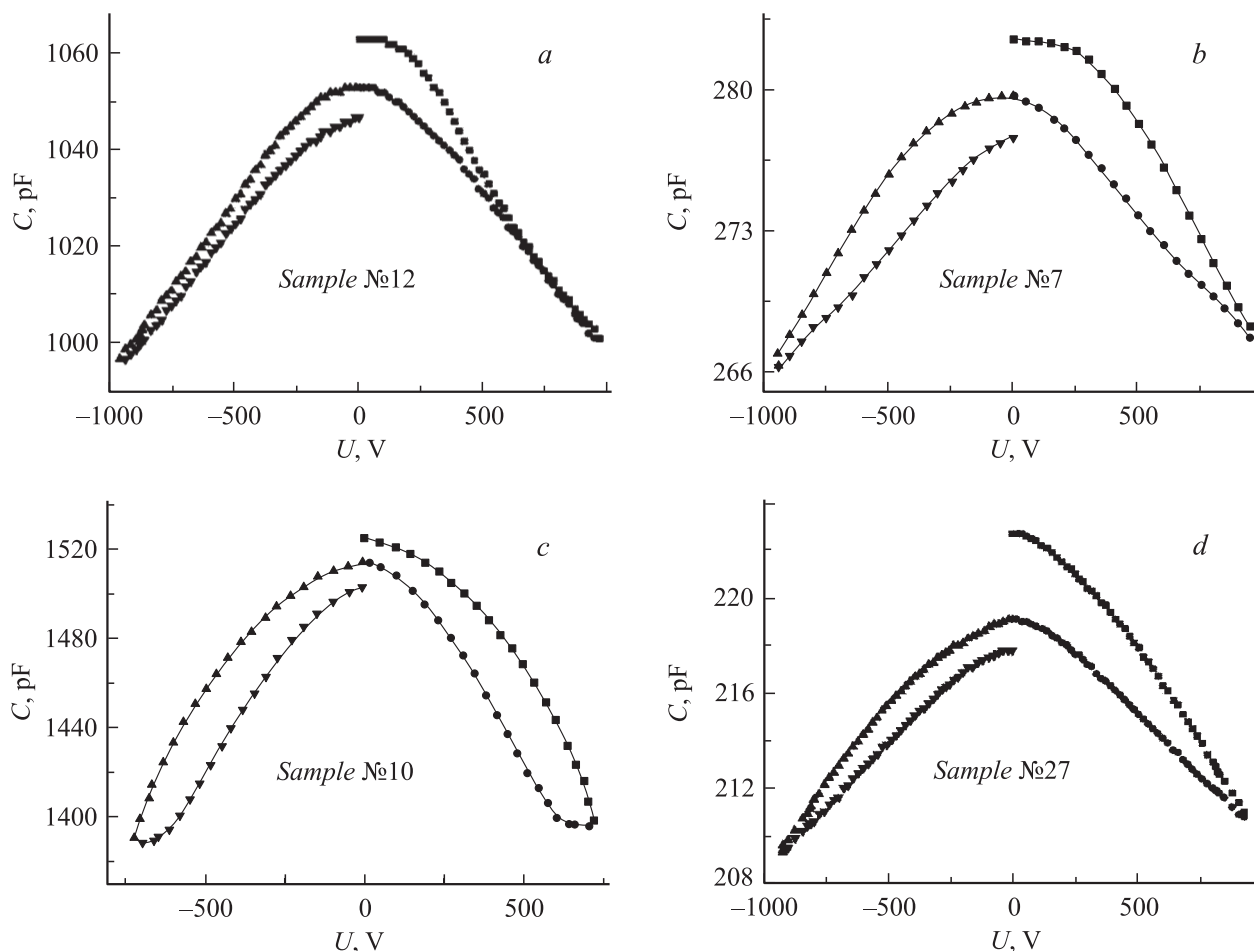 a
1060
1040
1020
1000
C, pF
Sample №12
–1000
–500
0
500
U, V
b
280
273
266
C, pF
Sample №7
–1000
–500
0
500
U, V
c
1520
1480
1440
1400
C, pF
Sample №10
–500
0
500
U, V
d
220
216
212
208
C, pF
Sample №27
–1000
–500
0
500
U, V